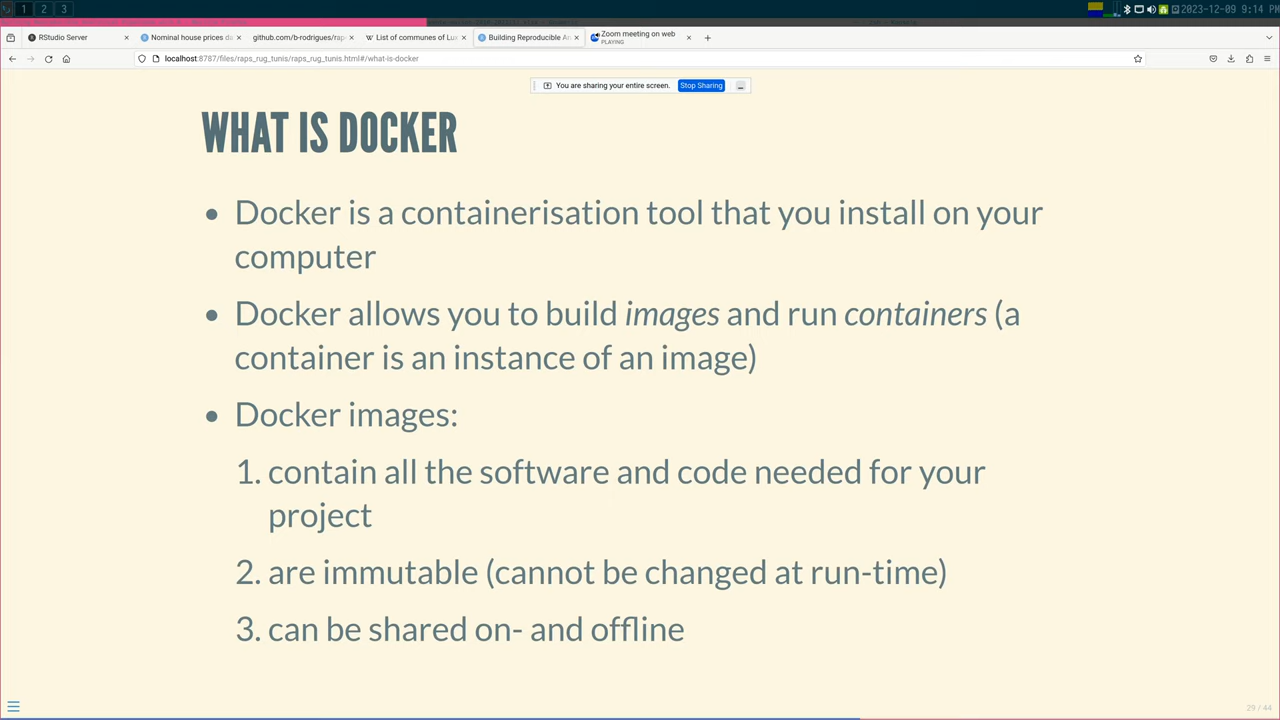 1 2 3
2023-12-09 9:14 PM
RStudio Server
Nominal house prices da
github.com/b-rodrigues/rap
List of communes of Lux
Building Reproducible An
Zoom meeting on web
PLAYING
localhost:8787/files/raps_rug_tunis/raps_rug_tunis.html#/what-is-docker
You are sharing your entire screen. Stop Sharing
WHAT IS DOCKER
• Docker is a containerisation tool that you install on your
computer
• Docker allows you to build images and run containers (a
container is an instance of an image)
• Docker images:
1. contain all the software and code needed for your
project
2. are immutable (cannot be changed at run-time)
3. can be shared on- and offline
29 / 44